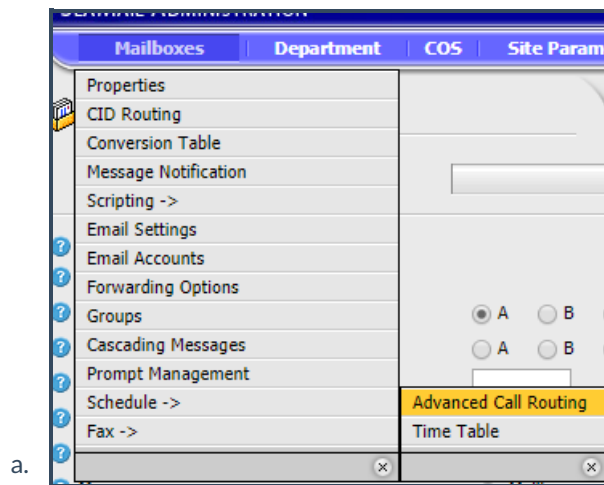 Mailboxes Department COS Site Param
Properties
CID Routing
Conversion Table
Message Notification
Scripting ->
Email Settings
Email Accounts
Forwarding Options
Groups
A B
Cascading Messages
A B
Prompt Management
Schedule ->
Advanced Call Routing
Fax ->
Time Table
a.